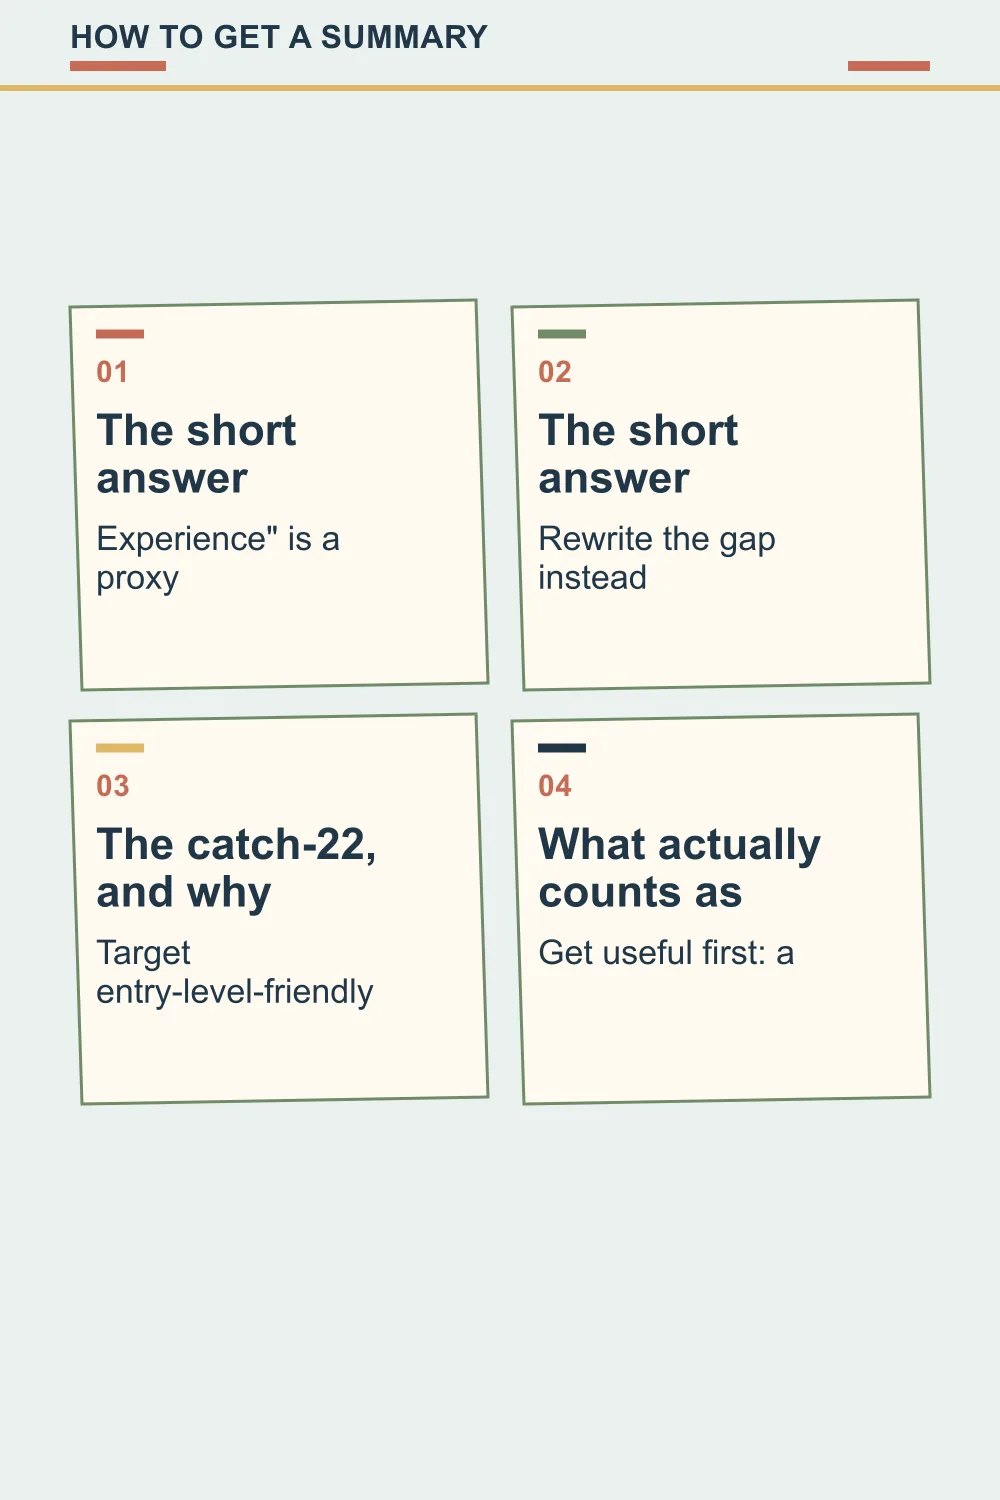 HOW TO GET A SUMMARY
01
The short
answer
Experience" is a
proxy
02
The short
answer
Rewrite the gap
instead
03
The catch-22,
and why
Target
entry-level-friendly
04
What actually
counts as
Get useful first: a